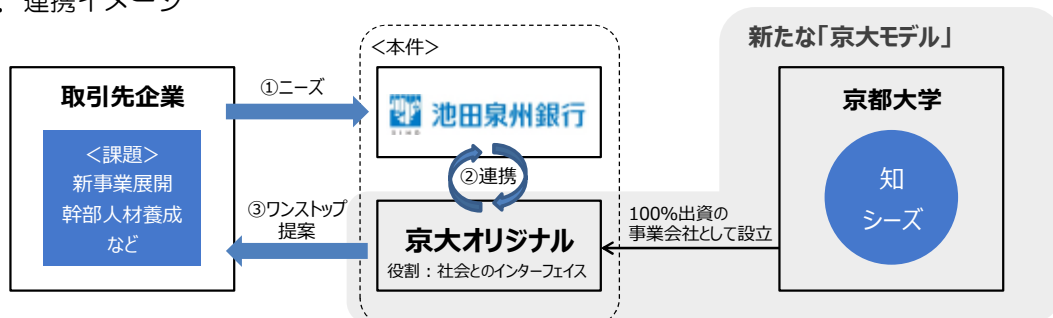 ．連携イメージ
＜本件＞
新たな「京大モデル」
取引先企業
＜課題＞
新事業展開
幹部人材養成
など
①ニーズ
池田泉州銀行
②連携
③ワンストップ
提案
京大オリジナル
役割：社会とのインターフェイス
100%出資の
事業会社として設立
京都大学
知
シーズ